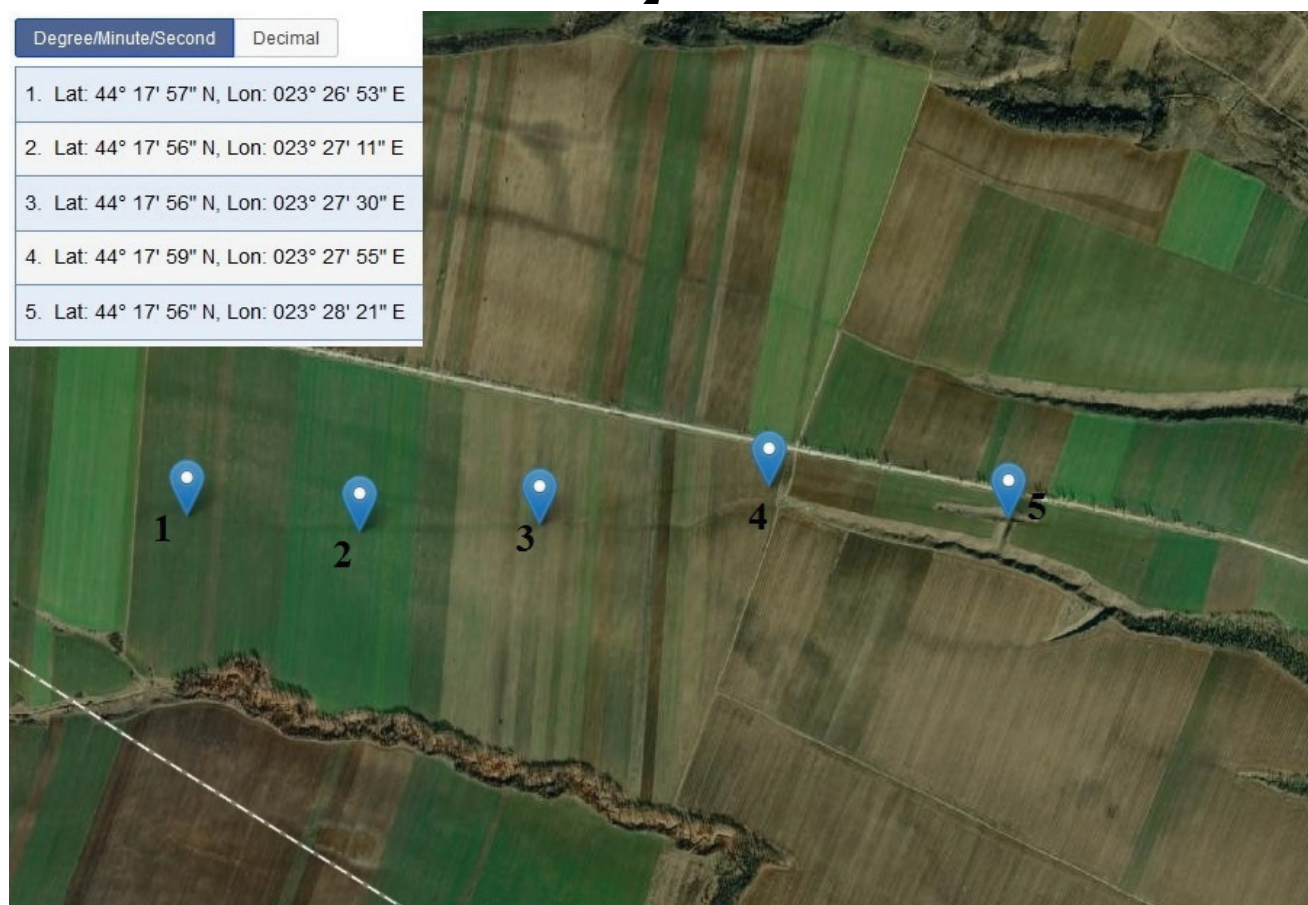 2
Degree/Minute/Second Decimal
1. Lat: 44° 17' 57" N, Lon: 023° 26' 53" E
2. Lat: 44° 17' 56" N, Lon: 023° 27' 11" E
3. Lat: 44° 17' 56" N, Lon: 023° 27' 30" E
4. Lat: 44° 17' 59" N, Lon: 023° 27' 55" E
5. Lat: 44° 17' 56" N, Lon: 023° 28' 21" E
1
2
3
4
5